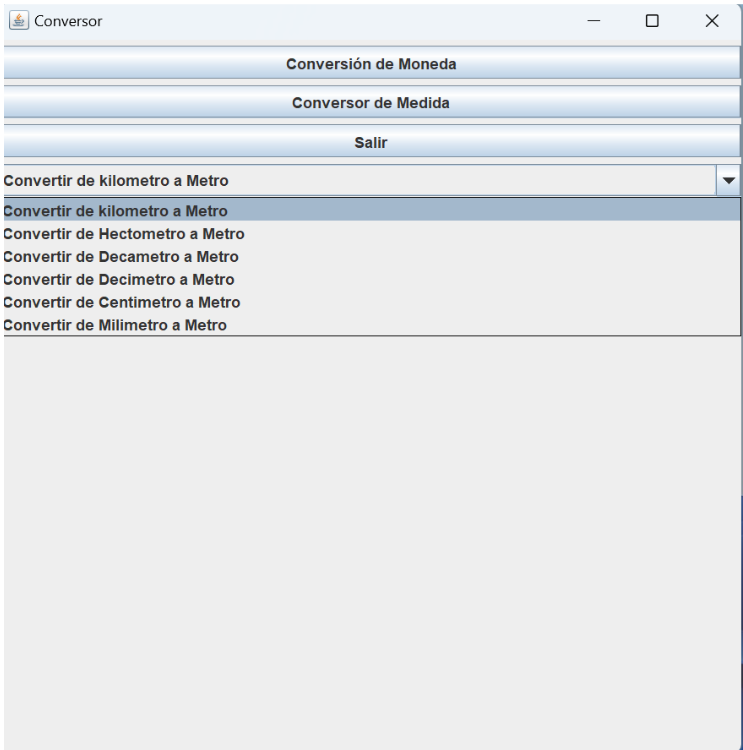 Conversor
Conversión de Moneda
Conversor de Medida
Salir
Convertir de kilometro a Metro
Convertir de kilometro a Metro
Convertir de Hectometro a Metro
Convertir de Decametro a Metro
Convertir de Decimetro a Metro
Convertir de Centimetro a Metro
Convertir de Milimetro a Metro